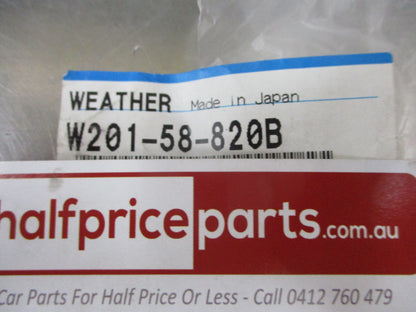 WEATHER Made in Japan
W201-58-820B
halfpriceparts.com.au
Car Parts For Half Price Or Less - Call 0412 760 479